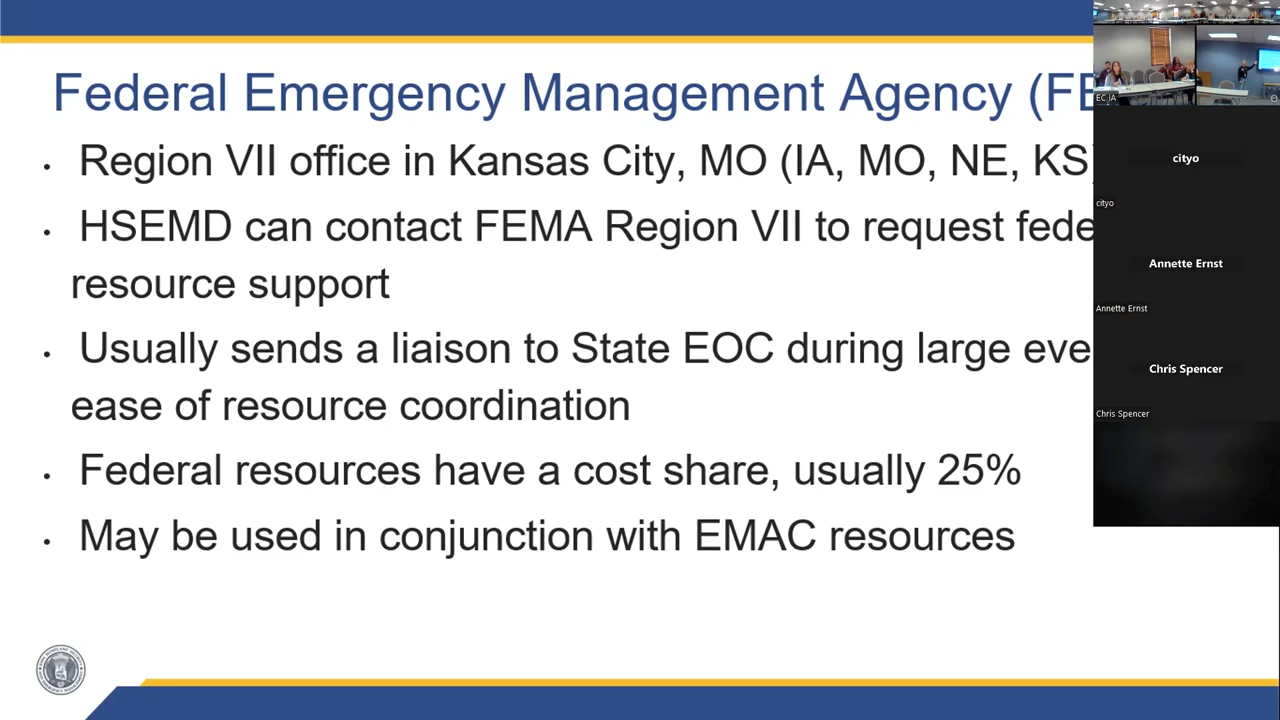 Federal Emergency Management Agency (FE
Region VII office in Kansas City, MO (IA, MO, NE, KS)
HSEMD can contact FEMA Region VII to request fede
resource support
Usually sends a liaison to State EOC during large eve
ease of resource coordination
Federal resources have a cost share, usually 25%
May be used in conjunction with EMAC resources
EC IA
cityo
cityo
Annette Ernst
Annette Ernst
Chris Spencer
Chris Spencer